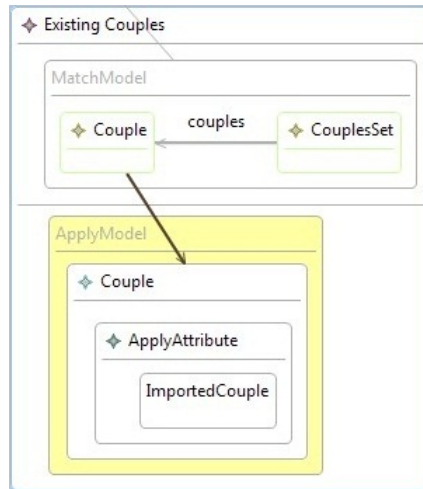 Existing Couples
MatchModel
Couple
couples
CouplesSet
ApplyModel
Couple
ApplyAttribute
ImportedCouple